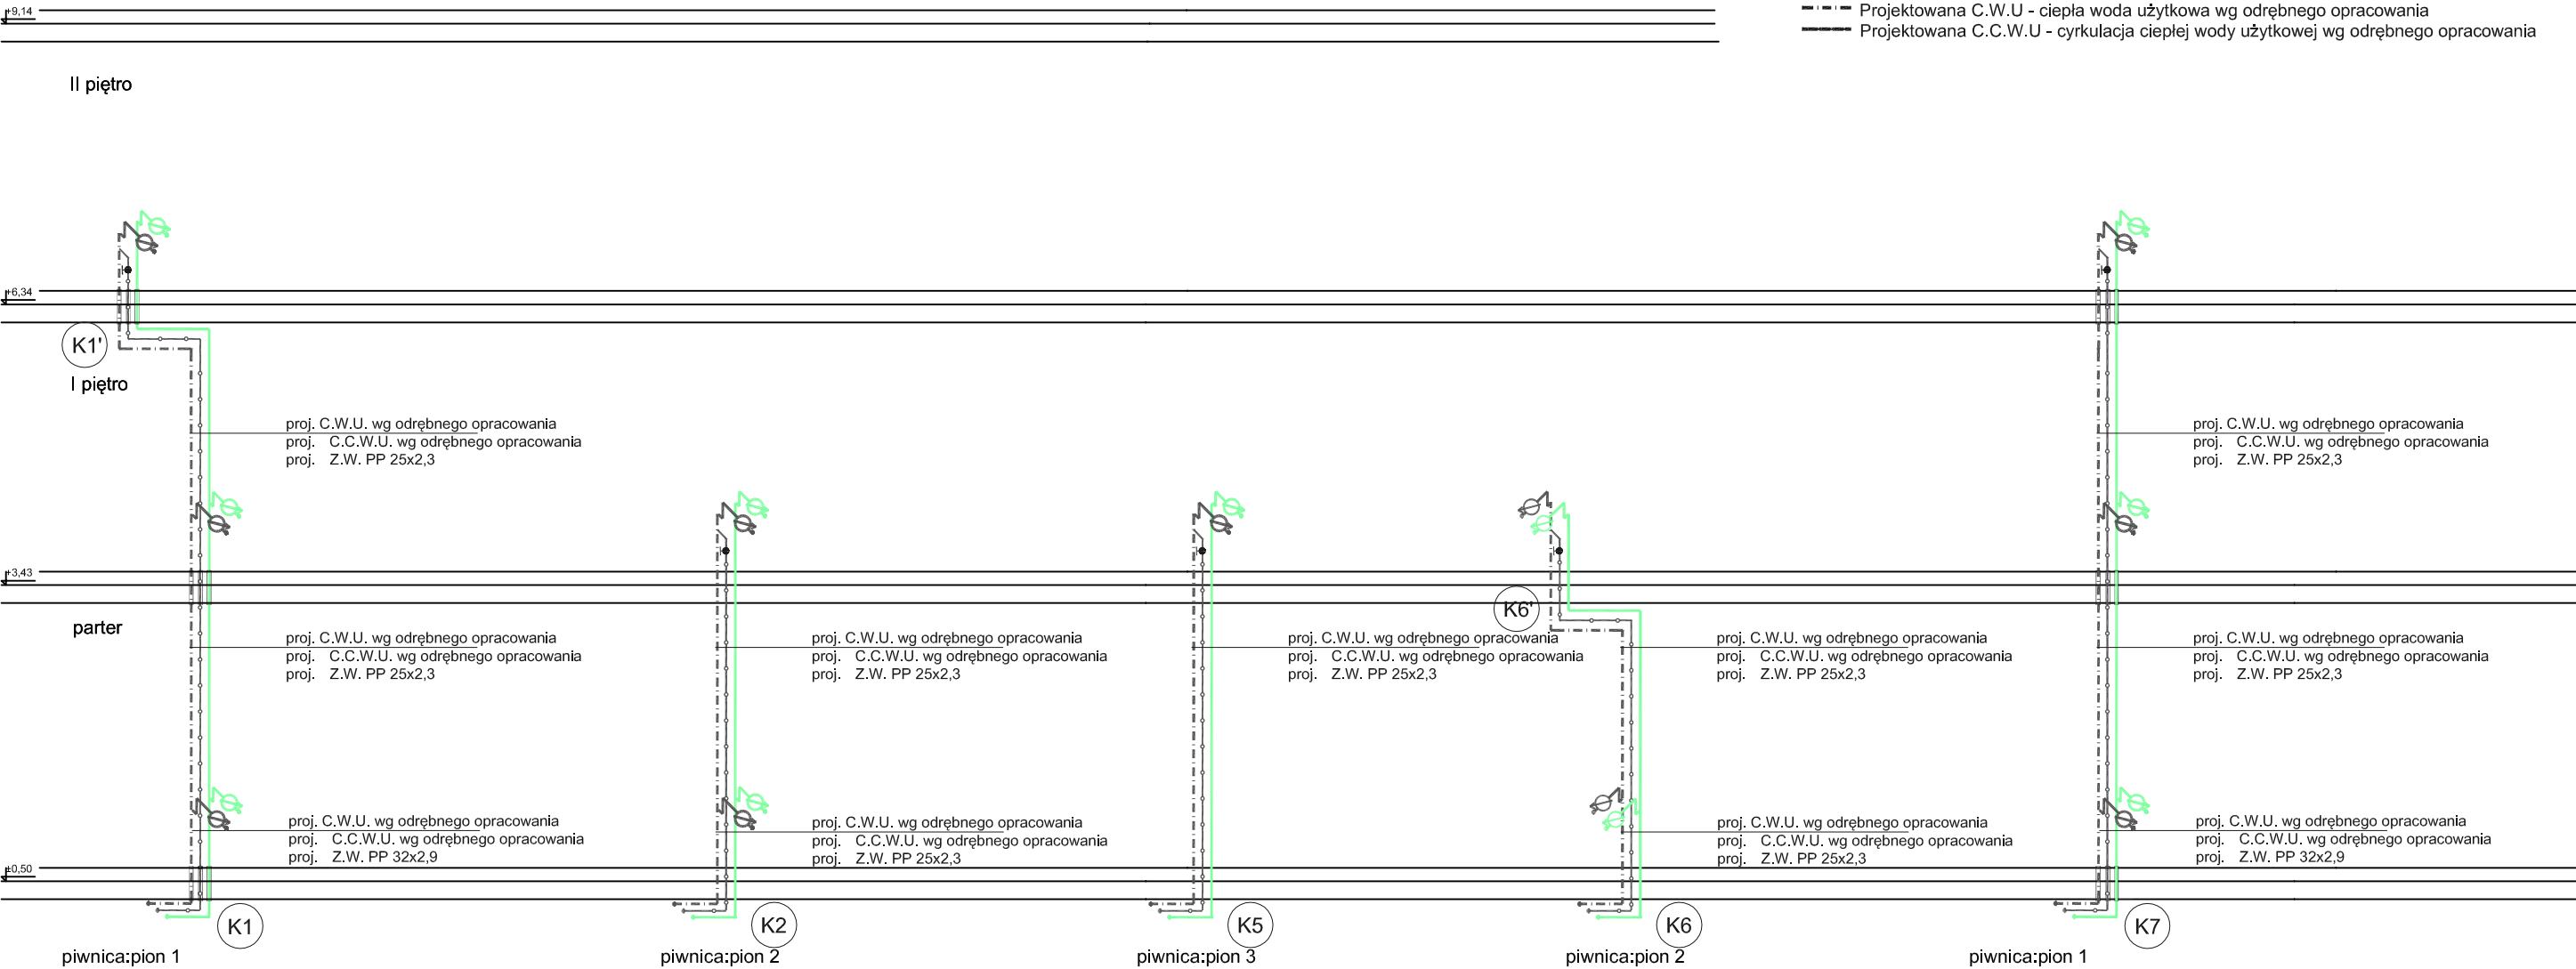 +9,14
Projektowana C.W.U - ciepła woda użytkowa wg odrębnego opracowania
Projektowana C.C.W.U - cyrkulacja ciepłej wody użytkowej wg odrębnego opracowania
II piętro
+6,34
K1'
I piętro
proj. C.W.U. wg odrębnego opracowania
proj. C.C.W.U. wg odrębnego opracowania
proj. Z.W. PP 25x2,3
proj. C.W.U. wg odrębnego opracowania
proj. C.C.W.U. wg odrębnego opracowania
proj. Z.W. PP 25x2,3
+3,43
parter
K6'
proj. C.W.U. wg odrębnego opracowania
proj. C.C.W.U. wg odrębnego opracowania
proj. Z.W. PP 25x2,3
proj. C.W.U. wg odrębnego opracowania
proj. C.C.W.U. wg odrębnego opracowania
proj. Z.W. PP 25x2,3
proj. C.W.U. wg odrębnego opracowania
proj. C.C.W.U. wg odrębnego opracowania
proj. Z.W. PP 25x2,3
proj. C.W.U. wg odrębnego opracowania
proj. C.C.W.U. wg odrębnego opracowania
proj. Z.W. PP 25x2,3
proj. C.W.U. wg odrębnego opracowania
proj. C.C.W.U. wg odrębnego opracowania
proj. Z.W. PP 25x2,3
proj. C.W.U. wg odrębnego opracowania
proj. C.C.W.U. wg odrębnego opracowania
proj. Z.W. PP 32x2,9
proj. C.W.U. wg odrębnego opracowania
proj. C.C.W.U. wg odrębnego opracowania
proj. Z.W. PP 25x2,3
proj. C.W.U. wg odrębnego opracowania
proj. C.C.W.U. wg odrębnego opracowania
proj. Z.W. PP 25x2,3
proj. C.W.U. wg odrębnego opracowania
proj. C.C.W.U. wg odrębnego opracowania
proj. Z.W. PP 32x2,9
±0,50
K1
K2
K5
K6
K7
piwnica:pion 1
piwnica:pion 2
piwnica:pion 3
piwnica:pion 2
piwnica:pion 1